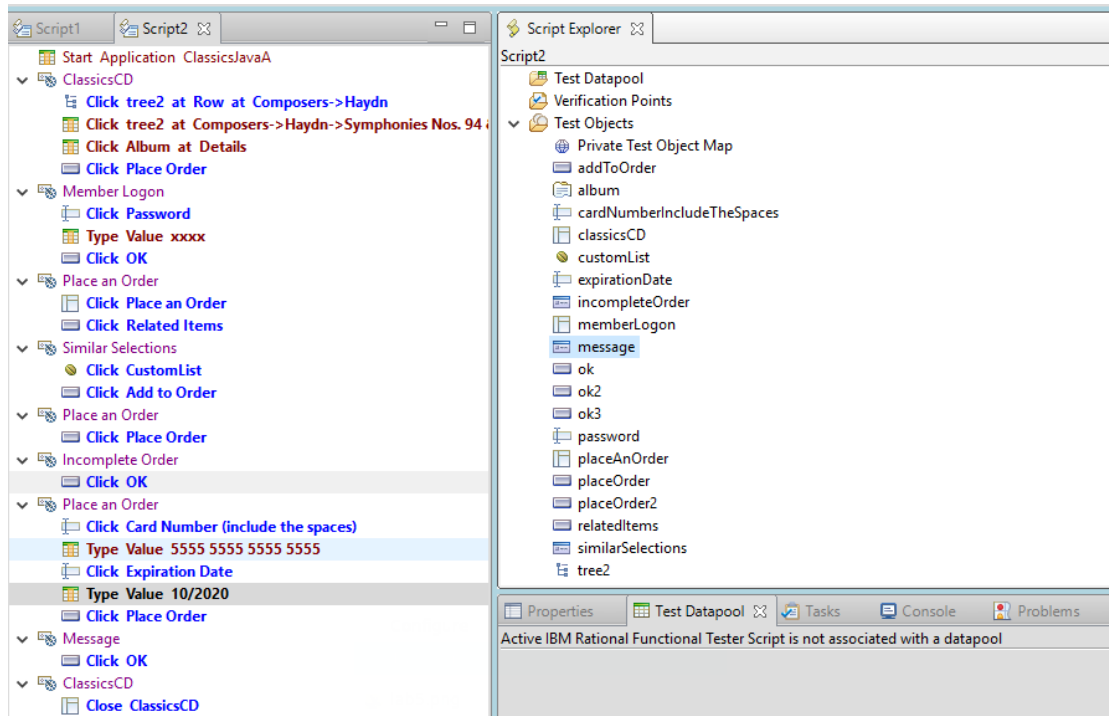 Script1
Script2
Start Application ClassicsJavaA
ClassicsCD
Click tree2 at Row at Composers->Haydn
Click tree2 at Composers->Haydn->Symphonies Nos. 94
Click Album at Details
Click Place Order
Member Logon
Click Password
Type Value xxxx
Click OK
Place an Order
Click Place an Order
Click Related Items
Similar Selections
Click CustomList
Click Add to Order
Place an Order
Click Place Order
Incomplete Order
Click OK
Place an Order
Click Card Number (include the spaces)
Type Value 5555 5555 5555 5555
Click Expiration Date
Type Value 10/2020
Click Place Order
Message
Click OK
ClassicsCD
Close ClassicsCD
Script Explorer
Script2
Test Datapool
Verification Points
Test Objects
Private Test Object Map
addToOrder
album
cardNumberIncludeTheSpaces
classicsCD
customList
expirationDate
incompleteOrder
memberLogon
message
ok
ok2
ok3
password
placeAnOrder
placeOrder
placeOrder2
relatedItems
similarSelections
tree2
Properties
Test Datapool
Tasks
Console
Problems
Active IBM Rational Functional Tester Script is not associated with a datapool